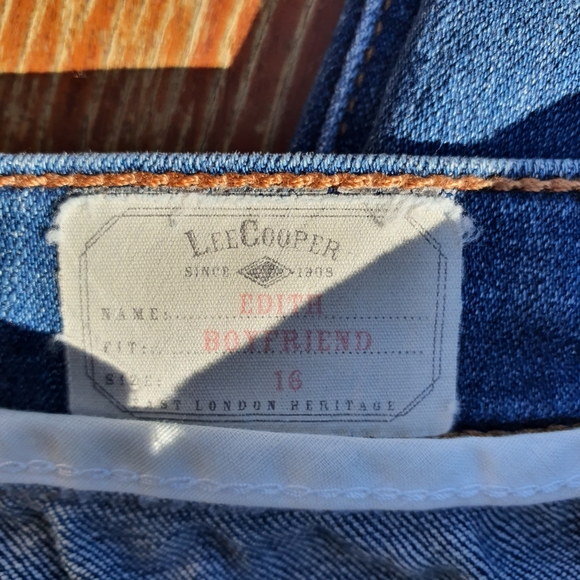 LEE COOPER
SINCE 1908
NAME: EDITH
FIT: BOYFRIEND
SIZE: 16
EAST LONDON HERITAGE